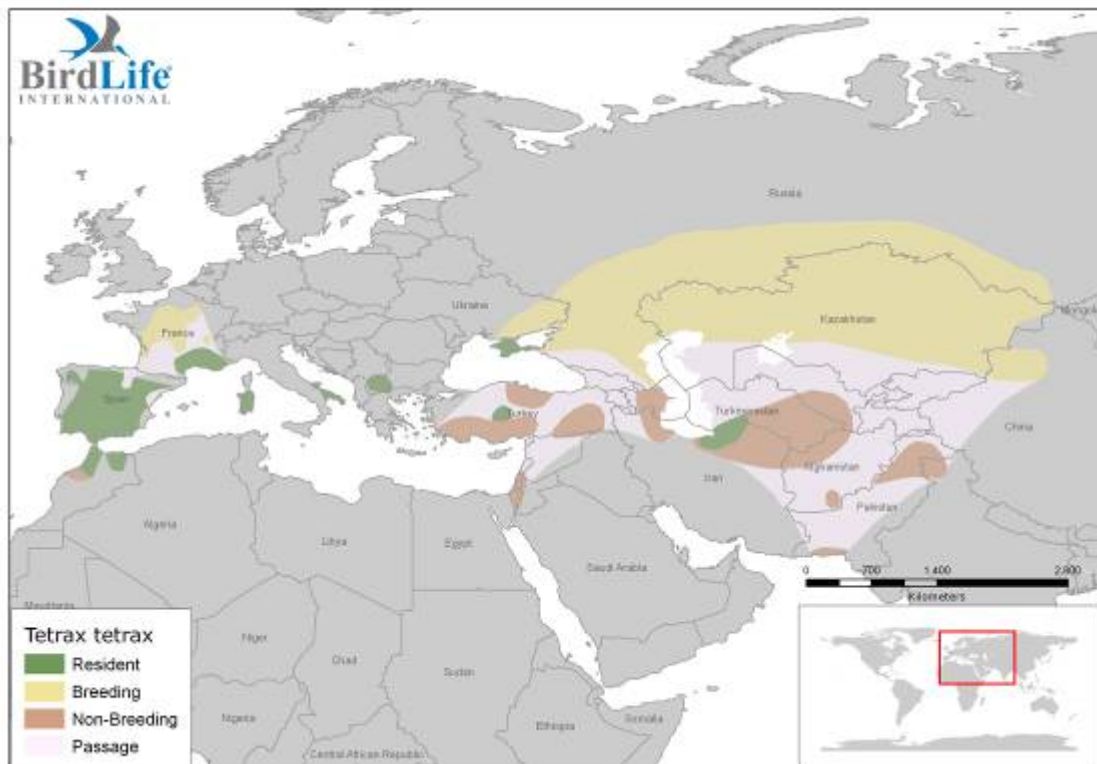 BirdLife
INTERNATIONAL
Russia
Ukraine
Kazakhstan
Mongolia
France
Spain
Turkey
Turkmenistan
China
Afghanistan
Iran
Pakistan
Algeria
Libya
Egypt
Saudi Arabia
0 700 1,400 2,800
Kilometers
Mauritania
Niger
Chad
Sudan
Nigeria
Ethiopia
Somalia
Central African Republic
Tetrax tetrax
Resident
Breeding
Non-Breeding
Passage